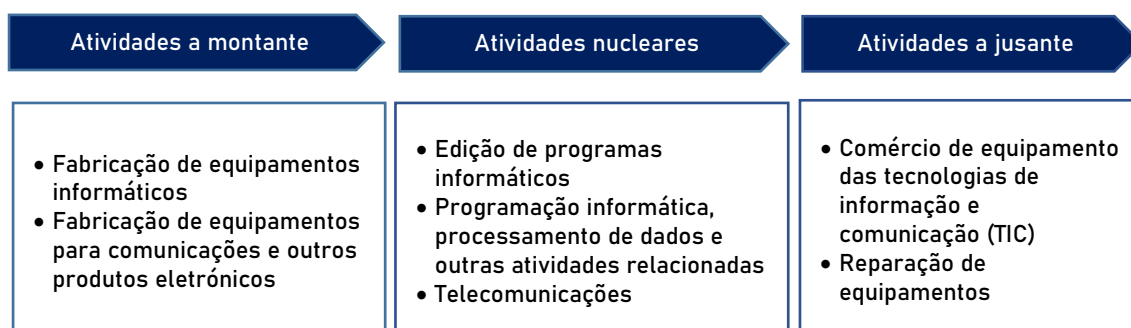 Atividades a montante
Atividades nucleares
Atividades a jusante
• Fabricação de equipamentos
informáticos
• Fabricação de equipamentos
para comunicações e outros
produtos eletrónicos
• Edição de programas
informáticos
• Programação informática,
processamento de dados e
outras atividades relacionadas
• Telecomunicações
• Comércio de equipamento
das tecnologias de
informação e
comunicação (TIC)
• Reparação de
equipamentos